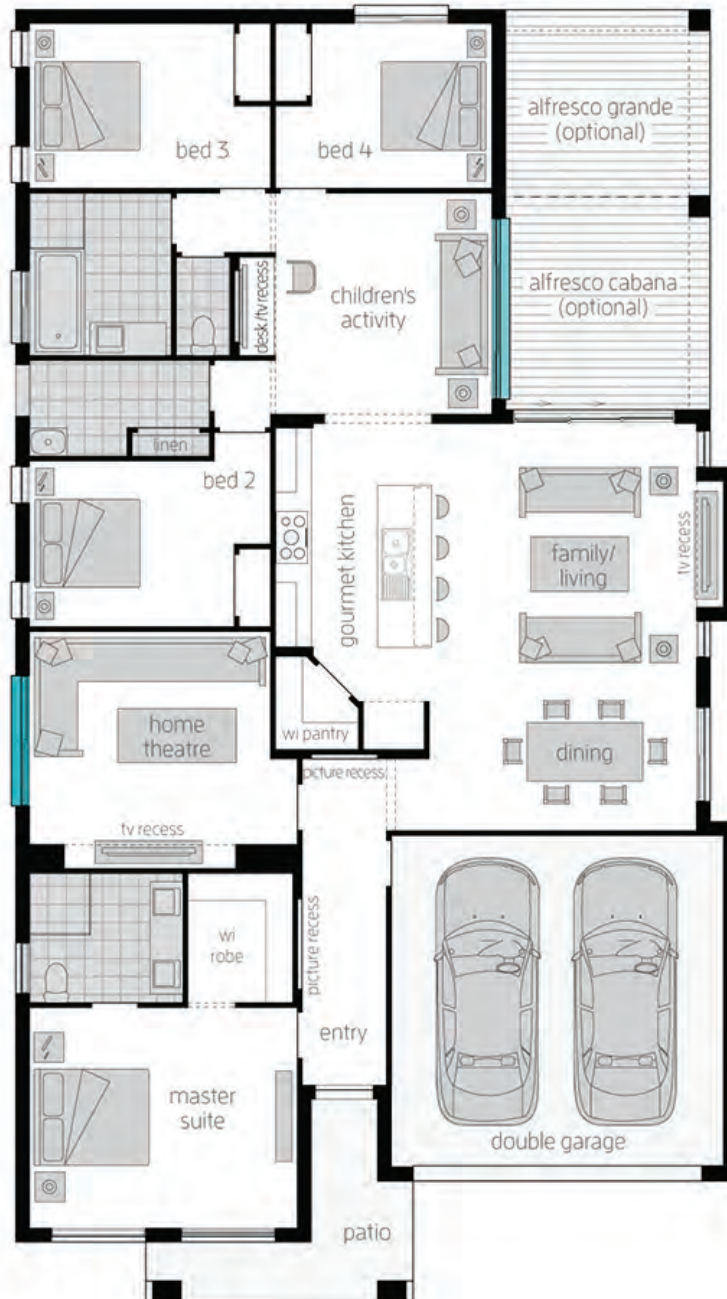 alfresco grande
(optional)
bed 3
bed 4
alfresco cabana
(optional)
children's
activity
desk/tv recess
linen
bed 2
gourmet kitchen
family/
living
tv recess
home
theatre
wi pantry
dining
picture recess
tv recess
wi
robe
picture recess
entry
master
suite
double garage
patio